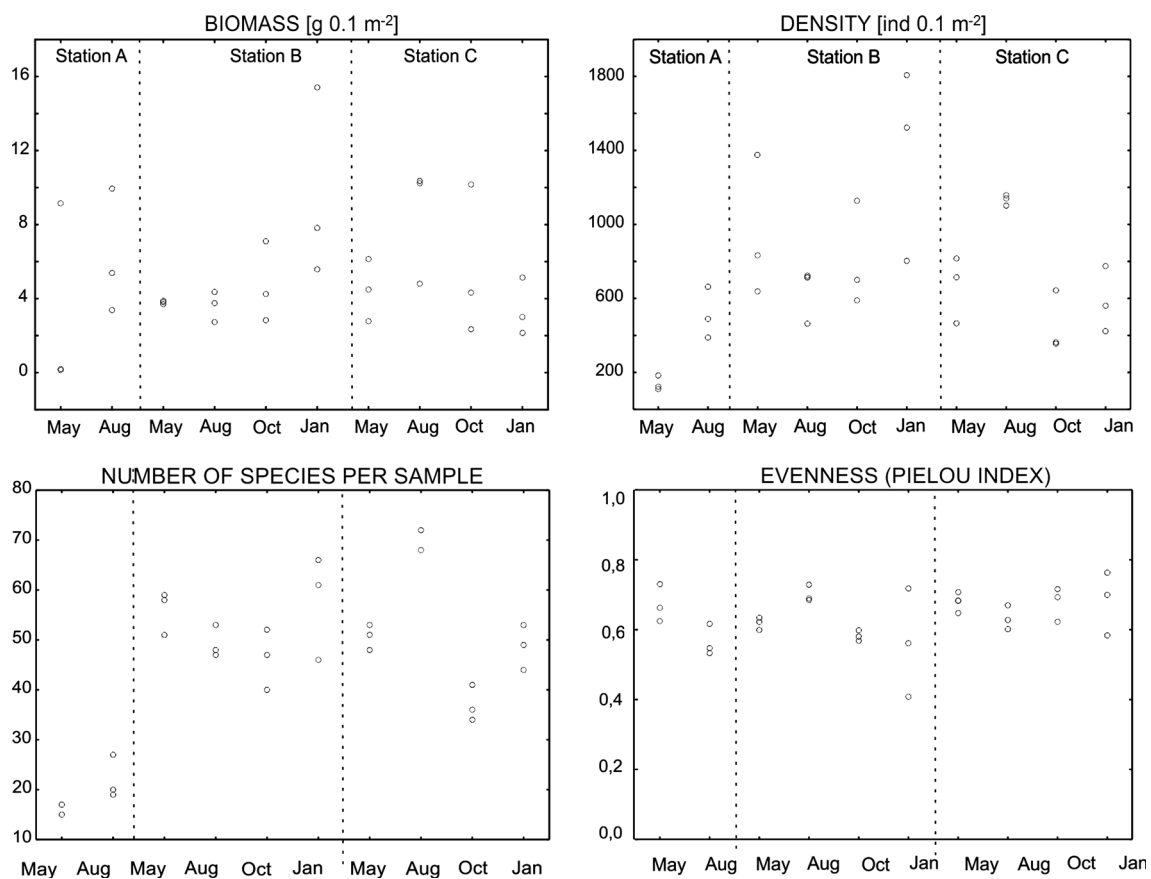 BIOMASS [g 0.1 m-2]
Station A Station B Station C
16
12
8
4
0
May Aug May Aug Oct Jan May Aug Oct Jan
DENSITY [ind 0.1 m-2]
Station A Station B Station C
1800
1400
1000
600
200
May Aug May Aug Oct Jan May Aug Oct Jan
NUMBER OF SPECIES PER SAMPLE
80
70
60
50
40
30
20
10
May Aug May Aug Oct Jan May Aug Oct Jan
EVENNESS (PIELOU INDEX)
1,0
0,8
0,6
0,4
0,2
0,0
May Aug May Aug Oct Jan May Aug Oct Jan